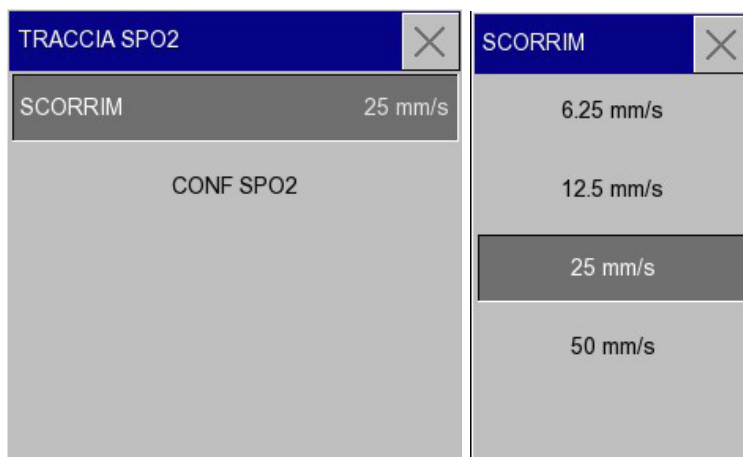 TRACCIA SPO2
SCORRIM 25 mm/s
CONF SPO2
SCORRIM
6.25 mm/s
12.5 mm/s
25 mm/s
50 mm/s